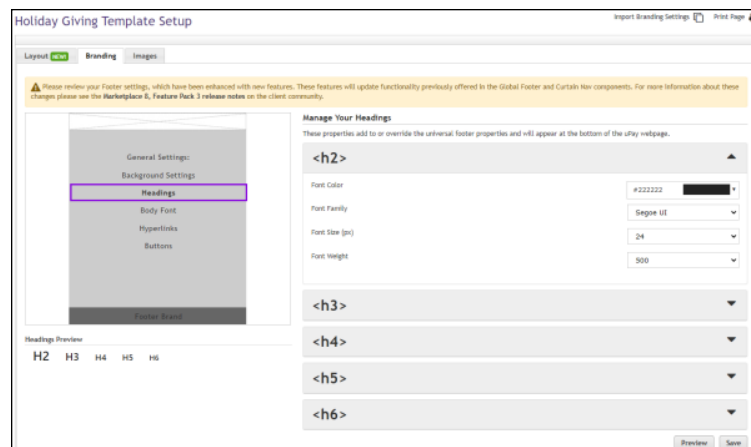 Holiday Giving Template Setup
Import Branding Settings
Print Page
Layout NEW!
Branding
Images
Please review your Footer settings, which have been enhanced with new features. These features will update functionality previously offered in the Global Footer and Curtain Nav components. For more information about these
changes please see the Marketplace 8, Feature Pack 3 release notes on the client community.
General Settings:
Background Settings
Headings
Body Font
Hyperlinks
Buttons
Footer Brand
Headings Preview
H2 H3 H4 H5 H6
Manage Your Headings
These properties add to or override the universal footer properties and will appear at the bottom of the uPay webpage.
<h2>
Font Color
#222222
Font Family
Segoe UI
Font Size (px)
24
Font Weight
500
<h3>
<h4>
<h5>
<h6>
Preview
Save